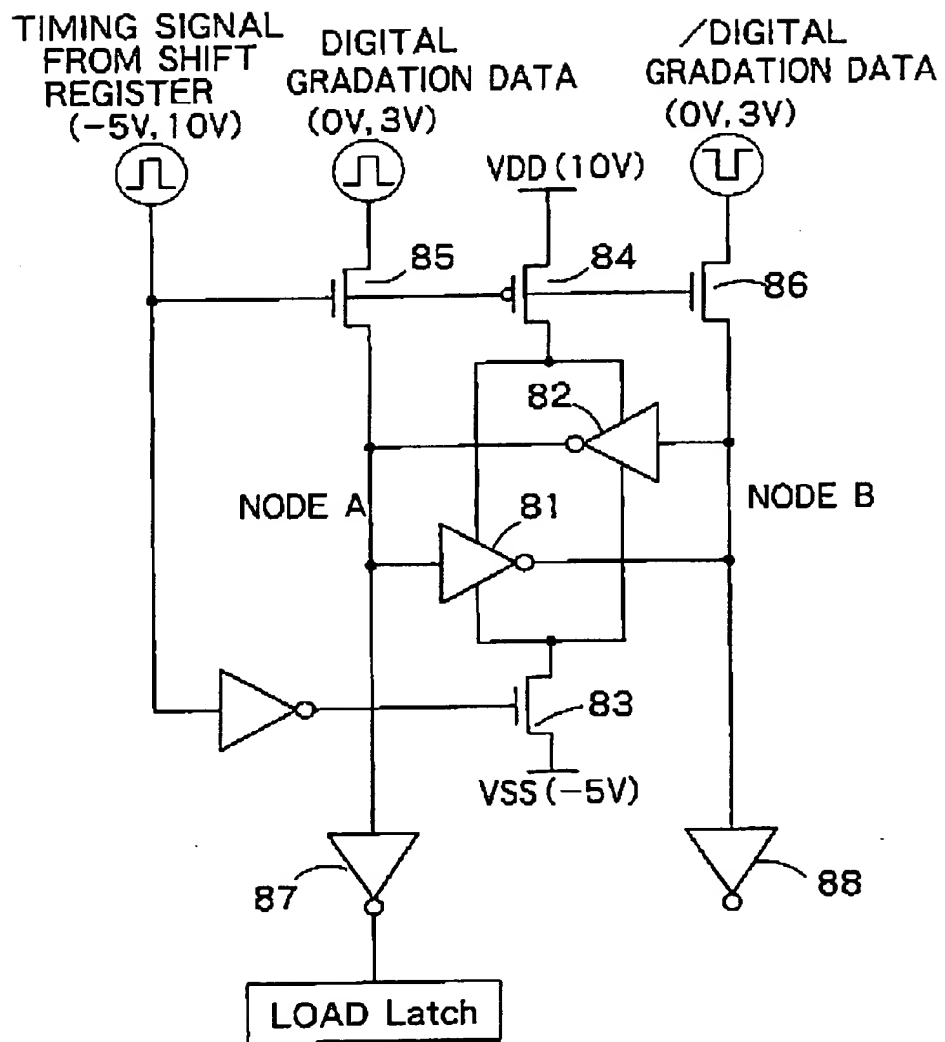 TIMING SIGNAL
FROM SHIFT
REGISTER
(-5V,10V)
DIGITAL
GRADATION DATA
(0V,3V)
/DIGITAL
GRADATION DATA
(0V,3V)
VDD(10V)
85
84
86
82
NODE A
81
NODE B
83
VSS(-5V)
87
88
LOAD Latch